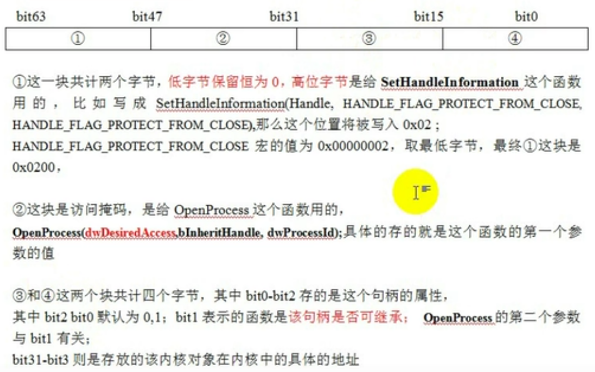 bit63 bit47 bit31 bit15 bit0
① ② ③ ④
①这一块共计两个字节，低字节保留恒为 0，高位字节是给 SetHandleInformation 这个函数
用的，比如写成 SetHandleInformation(Handle, HANDLE_FLAG_PROTECT_FROM_CLOSE,
HANDLE_FLAG_PROTECT_FROM_CLOSE),那么这个位置将被写入 0x02；
HANDLE_FLAG_PROTECT_FROM_CLOSE 宏的值为 0x00000002，取最低字节，最终①这块是
0x0200，
②这块是访问掩码，是给 OpenProcess 这个函数用的，
OpenProcess(dwDesiredAccess,bInheritHandle, dwProcessId);具体的存的就是这个函数的第一个参
数的值
③和④这两个块共计四个字节，其中 bit0-bit2 存的是这个句柄的属性，
其中 bit2 bit0 默认为 0,1；bit1 表示的函数是该句柄是否可继承； OpenProcess 的第二个参数
与 bit1 有关；
bit31-bit3 则是存放的该内核对象在内核中的具体的地址